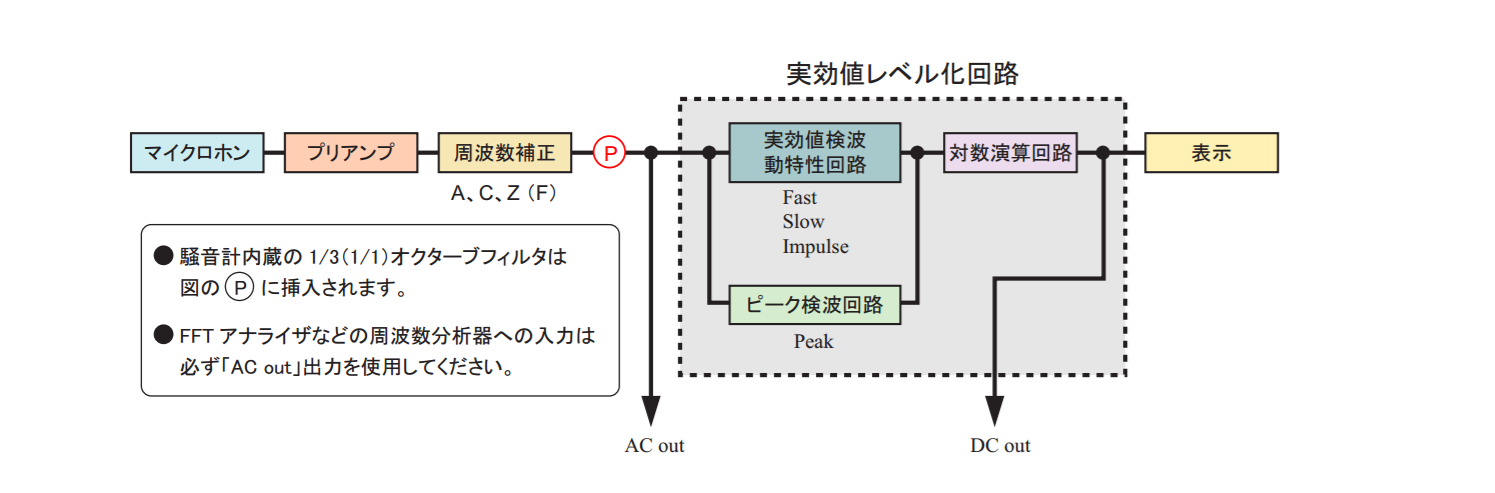 実効値レベル化回路
マイクロホン
プリアンプ
周波数補正
P
実効値検波
動特性回路
対数演算回路
表示
A、C、Z（F）
Fast
Slow
Impulse
ピーク検波回路
Peak
● 騒音計内蔵の 1/3（1/1）オクターブフィルタは
図の Ⓟ に挿入されます。
● FFT アナライザなどの周波数分析器への入力は
必ず「AC out」出力を使用してください。
AC out
DC out